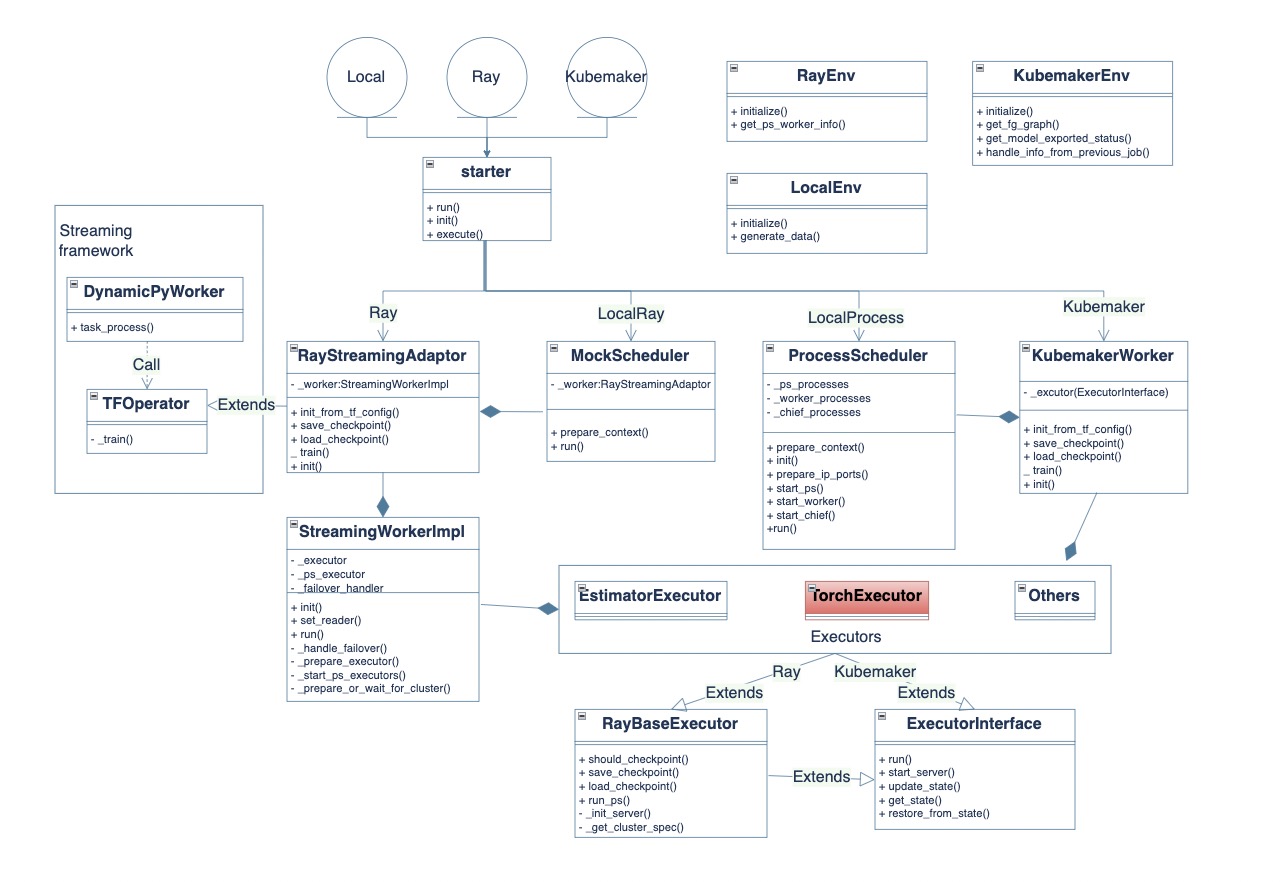 Local
Ray
Kubemaker
RayEnv
+ initialize()
+ get_ps_worker_info()
KubemakerEnv
+ initialize()
+ get_fg_graph()
+ get_model_exported_status()
+ handle_info_from_previous_job()
starter
+ run()
+ init()
+ execute()
LocalEnv
+ initialize()
+ generate_data()
Streaming
framework
DynamicPyWorker
+ task_process()
Call
TFOperator
- _train()
Extends
Ray
LocalRay
LocalProcess
Kubemaker
RayStreamingAdaptor
- _worker:StreamingWorkerImpl
+ init_from_tf_config()
+ save_checkpoint()
+ load_checkpoint()
_ train()
+ init()
MockScheduler
- _worker:RayStreamingAdaptor
+ prepare_context()
+ run()
ProcessScheduler
- _ps_processes
- _worker_processes
- _chief_processes
+ prepare_context()
+ init()
+ prepare_ip_ports()
+ start_ps()
+ start_worker()
+ start_chief()
+run()
KubemakerWorker
- _excutor(ExecutorInterface)
+ init_from_tf_config()
+ save_checkpoint()
+ load_checkpoint()
_ train()
+ init()
StreamingWorkerImpl
- _executor
- _ps_executor
- _failover_handler
+ init()
+ set_reader()
+ run()
- _handle_failover()
- _prepare_executor()
- _start_ps_executors()
- _prepare_or_wait_for_cluster()
EstimatorExecutor
TorchExecutor
Others
Executors
Ray
Kubemaker
Extends
Extends
RayBaseExecutor
+ should_checkpoint()
+ save_checkpoint()
+ load_checkpoint()
+ run_ps()
- _init_server()
- _get_cluster_spec()
Extends
ExecutorInterface
+ run()
+ start_server()
+ update_state()
+ get_state()
+ restore_from_state()